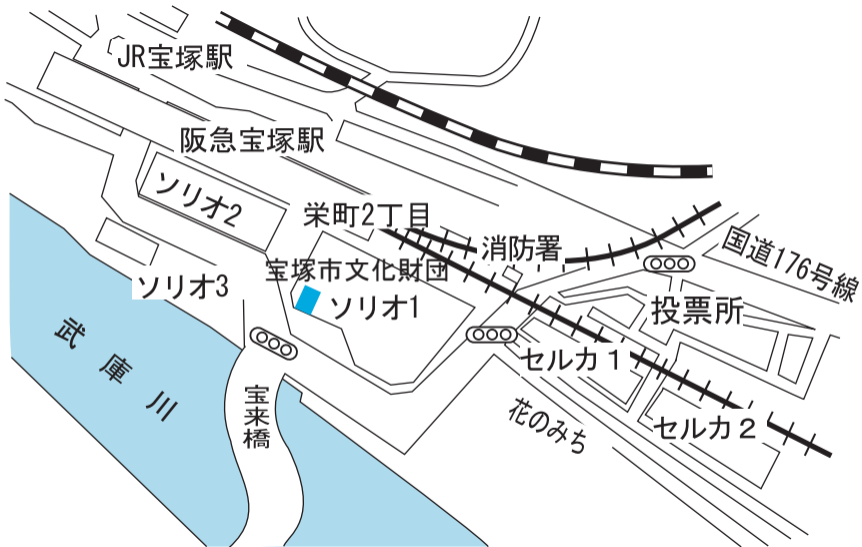 JR宝塚駅
阪急宝塚駅
ソリオ2
栄町2丁目
消防署
国道176号線
宝塚市文化財団
ソリオ3
ソリオ1
投票所
武庫川
セルカ1
宝来橋
花のみち
セルカ2